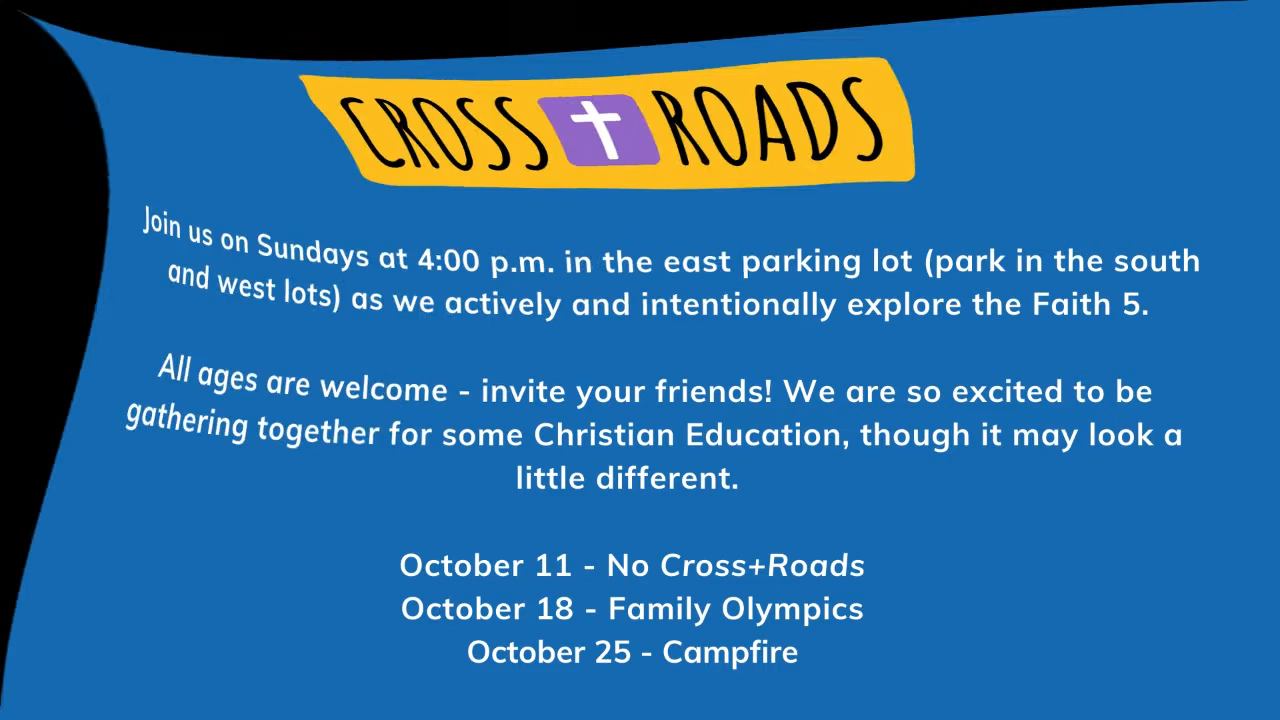 CROSS ROADS
Join us on Sundays at 4:00 p.m. in the east parking lot (park in the south
and west lots) as we actively and intentionally explore the Faith 5.
All ages are welcome - invite your friends! We are so excited to be
gathering together for some Christian Education, though it may look a
little different.
October 11 - No Cross+Roads
October 18 - Family Olympics
October 25 - Campfire